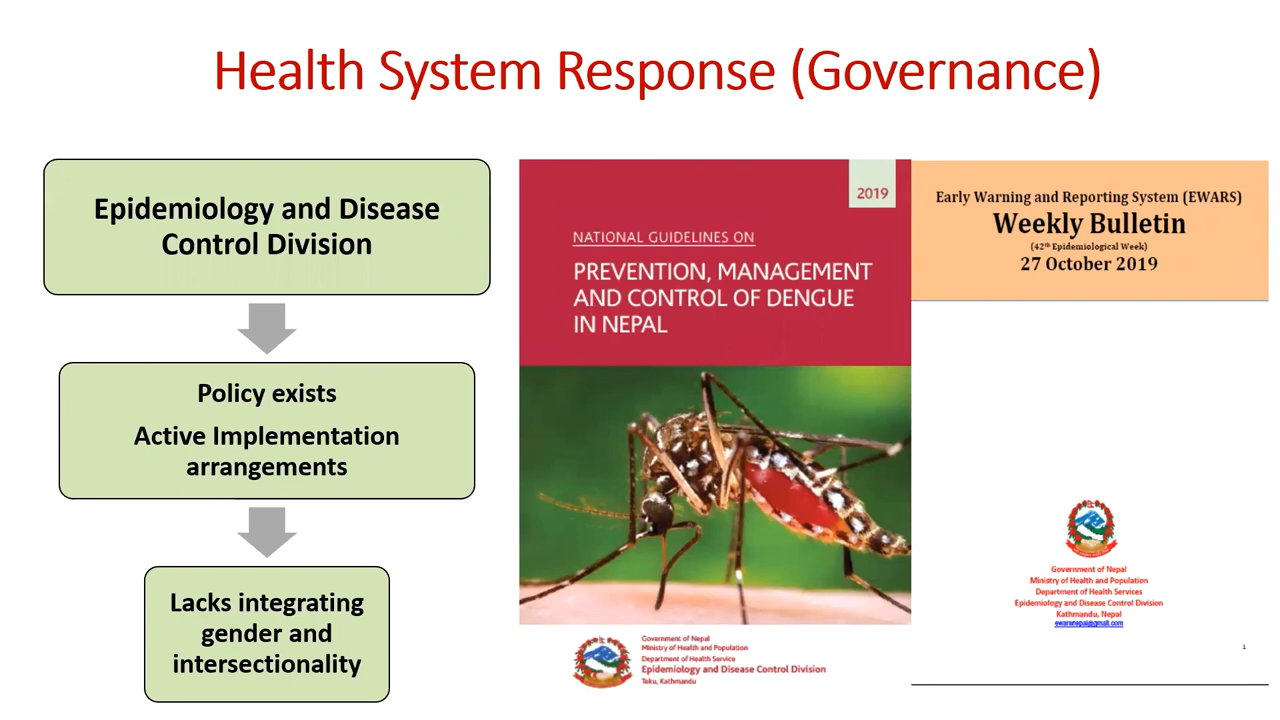 Health System Response (Governance)
Epidemiology and Disease
Control Division
Policy exists
Active Implementation
arrangements
Lacks integrating
gender and
intersectionality
2019
NATIONAL GUIDELINES ON
PREVENTION, MANAGEMENT
AND CONTROL OF DENGUE
IN NEPAL
Government of Nepal
Ministry of Health and Population
Department of Health Service
Epidemiology and Disease Control Division
Teku, Kathmandu
Early Warning and Reporting System (EWARS)
Weekly Bulletin
(42th Epidemiological Week)
27 October 2019
Government of Nepal
Ministry of Health and Population
Department of Health Services
Epidemiology and Disease Control Division
Kathmandu, Nepal
ewarsnepal@gmail.com
1